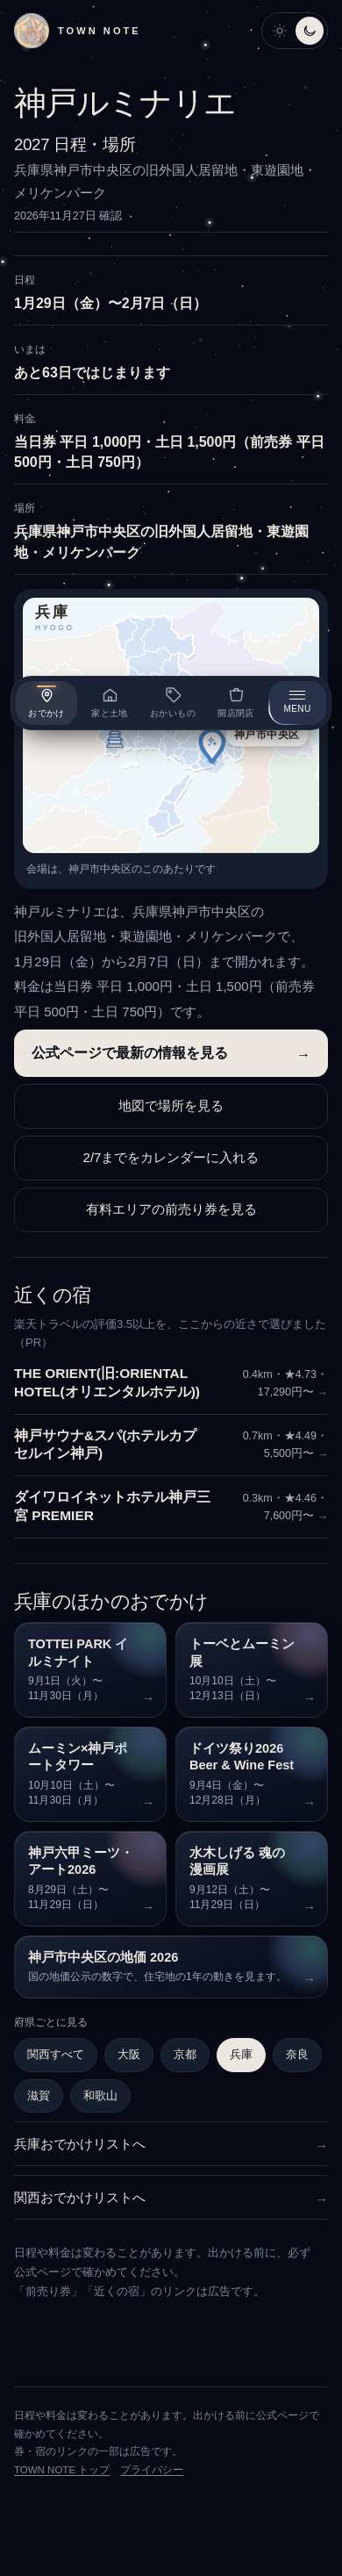 TOWN NOTE
神戸ルミナリエ
2027 日程・場所
兵庫県神戸市中央区の旧外国人居留地・東遊園地・
メリケンパーク
2026年11月27日 確認
日程
1月29日（金）〜2月7日（日）
いまは
あと63日ではじまります
料金
当日券 平日 1,000円・土日 1,500円（前売券 平日
500円・土日 750円）
場所
兵庫県神戸市中央区の旧外国人居留地・東遊園
地・メリケンパーク
兵庫
HYOGO
おでかけ
家と土地
おかいもの
開店閉店
MENU
神戸市中央区
会場は、神戸市中央区のこのあたりです
神戸ルミナリエは、兵庫県神戸市中央区の
旧外国人居留地・東遊園地・メリケンパークで、
1月29日（金）から2月7日（日）まで開かれます。
料金は当日券 平日 1,000円・土日 1,500円（前売券
平日 500円・土日 750円）です。
公式ページで最新の情報を見る →
地図で場所を見る
2/7までをカレンダーに入れる
有料エリアの前売り券を見る
近くの宿
楽天トラベルの評価3.5以上を、ここからの近さで選びました
（PR）
THE ORIENT(旧:ORIENTAL
HOTEL(オリエンタルホテル))
0.4km・★4.73・
17,290円〜 →
神戸サウナ&スパ(ホテルカプ
セルイン神戸)
0.7km・★4.49・
5,500円〜 →
ダイワロイネットホテル神戸三
宮 PREMIER
0.3km・★4.46・
7,600円〜 →
兵庫のほかのおでかけ
TOTTEI PARK イ
ルミナイト
9月1日（火）〜
11月30日（月） →
トーベとムーミン
展
10月10日（土）〜
12月13日（日） →
ムーミン×神戸ポ
ートタワー
10月10日（土）〜
11月30日（月） →
ドイツ祭り2026
Beer & Wine Fest
9月4日（金）〜
12月28日（月） →
神戸六甲ミーツ・
アート2026
8月29日（土）〜
11月29日（日） →
水木しげる 魂の
漫画展
9月12日（土）〜
11月29日（日） →
神戸市中央区の地価 2026
国の地価公示の数字で、住宅地の1年の動きを見ます。 →
府県ごとに見る
関西すべて
大阪
京都
兵庫
奈良
滋賀
和歌山
兵庫おでかけリストへ →
関西おでかけリストへ →
日程や料金は変わることがあります。出かける前に、必ず
公式ページで確かめてください。
「前売り券」「近くの宿」のリンクは広告です。
日程や料金は変わることがあります。出かける前に公式ページで
確かめてください。
券・宿のリンクの一部は広告です。
TOWN NOTE トップ プライバシー